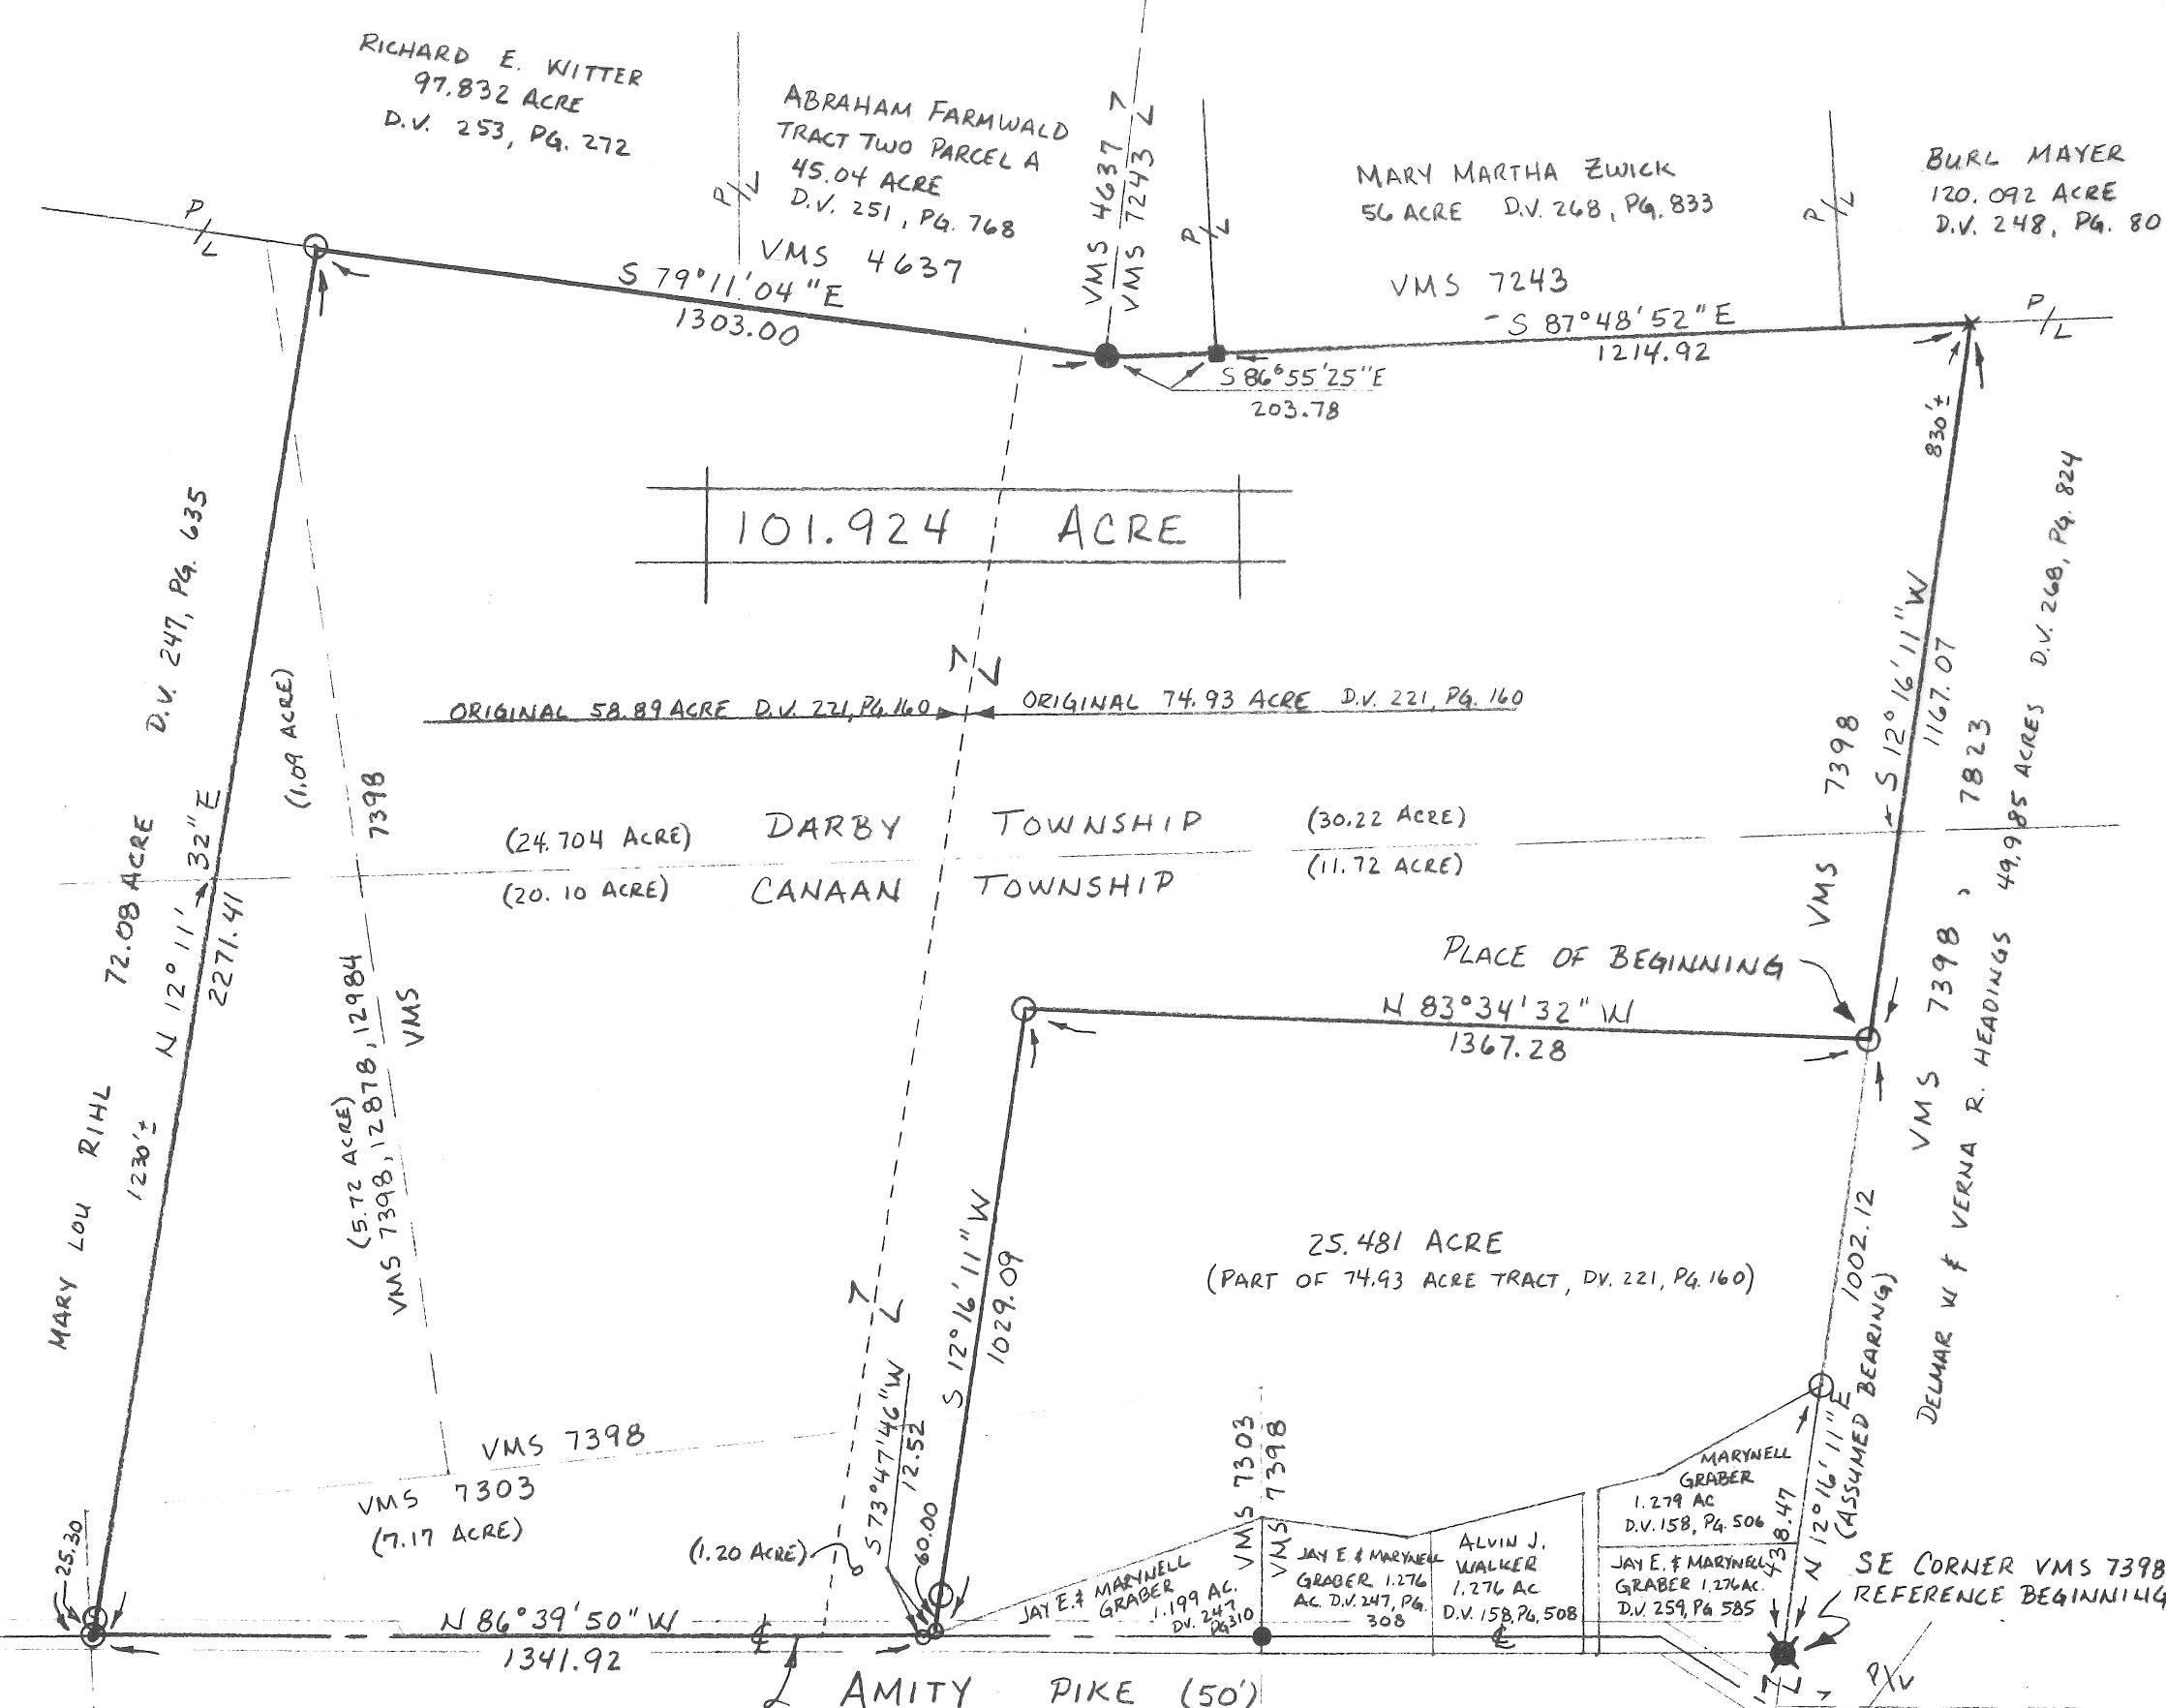 RICHARD E. WITTER
97.832 ACRE
D.V. 253, PG. 272
ABRAHAM FARMWALD
TRACT TWO PARCEL A
45.04 ACRE
D.V. 251, PG. 768
VMS 4637
VMS 4637
VMS 7243
MARY MARTHA ZWICK
56 ACRE D.V. 268, PG. 833
VMS 7243
BURL MAYER
120.092 ACRE
D.V. 248, PG. 80
P/L
P/L
P/L
P/L
P/L
S 79°11'04"E
1303.00
S 86°55'25"E
203.78
S 87°48'52"E
1214.92
830'±
101.924 ACRE
MARY LOU RIHL 72.08 ACRE D.V. 247, PG. 635
N 12°11'32"E
2271.41
1230'±
(1.09 ACRE)
ORIGINAL 58.89 ACRE D.V. 221, PG. 160
ORIGINAL 74.93 ACRE D.V. 221, PG. 160
S 12°16'11"W
1167.07
VMS 7398
VMS 7398, 7823
DELMAR W & VERNA R. HEADINGS 49.985 ACRES D.V. 268, PG. 824
(24.704 ACRE) DARBY TOWNSHIP (30.22 ACRE)
(20.10 ACRE) CANAAN TOWNSHIP (11.72 ACRE)
VMS 7398
(5.72 ACRE)
VMS 7398, 12878, 12984
PLACE OF BEGINNING
N 83°34'32" W
1367.28
S 12°16'11"W
1029.09
25.481 ACRE
(PART OF 74.93 ACRE TRACT, DV. 221, PG. 160)
1002.12
N 12°16'11"E
(ASSUMED BEARING)
438.47
VMS 7398
VMS 7303
(7.17 ACRE)
25.30
(1.20 ACRE)
S 73°47'46"W
12.52
60.00
VMS 7303
VMS 7398
JAY E. & MARYNELL
GRABER
1.199 AC.
DV. 247
PG310
JAY E. & MARYNELL
GRABER 1.276
AC. D.V. 247, PG.
308
ALVIN J.
WALKER
1.276 AC
D.V. 158, PG. 508
MARYNELL
GRABER
1.279 AC
D.V. 158, PG. 506
JAY E. & MARYNELL
GRABER 1.276AC.
D.V. 259, PG 585
SE CORNER VMS 7398
REFERENCE BEGINNING
N 86°39'50" W
1341.92
℄
℄
AMITY PIKE (50')